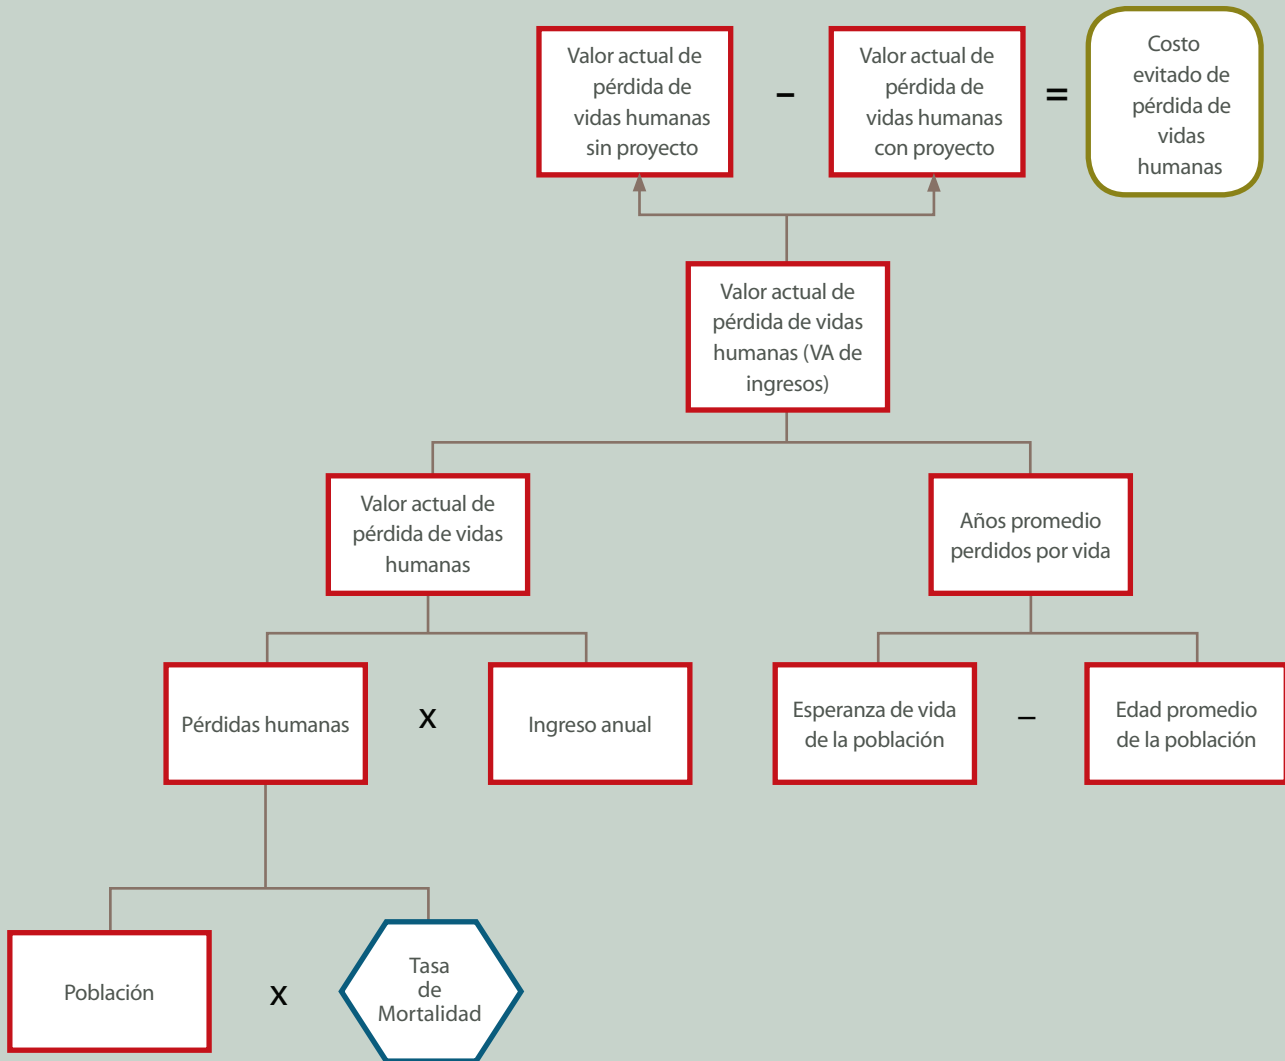 Valor actual de
pérdida de
vidas humanas
sin proyecto
–
Valor actual de
pérdida de
vidas humanas
con proyecto
=
Costo
evitado de
pérdida de
vidas
humanas
Valor actual de
pérdida de vidas
humanas (VA de
ingresos)
Valor actual de
pérdida de vidas
humanas
Años promedio
perdidos por vida
Pérdidas humanas
x
Ingreso anual
Esperanza de vida
de la población
–
Edad promedio
de la población
Población
x
Tasa
de
Mortalidad